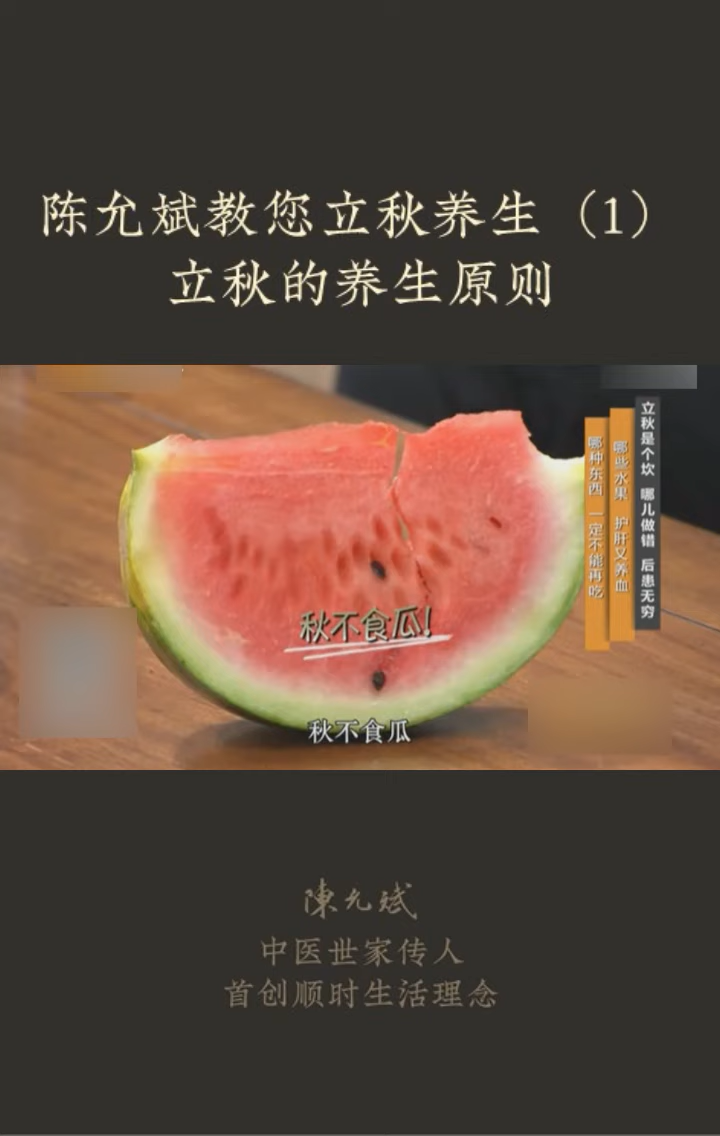 陈允斌教您立秋养生（1）
立秋的养生原则
立秋是个坎 哪儿做错 后患无穷
哪些水果 护肝又养血
哪种东西 一定不能再吃
秋不食瓜!
秋不食瓜
陳允斌
中医世家传人
首创顺时生活理念